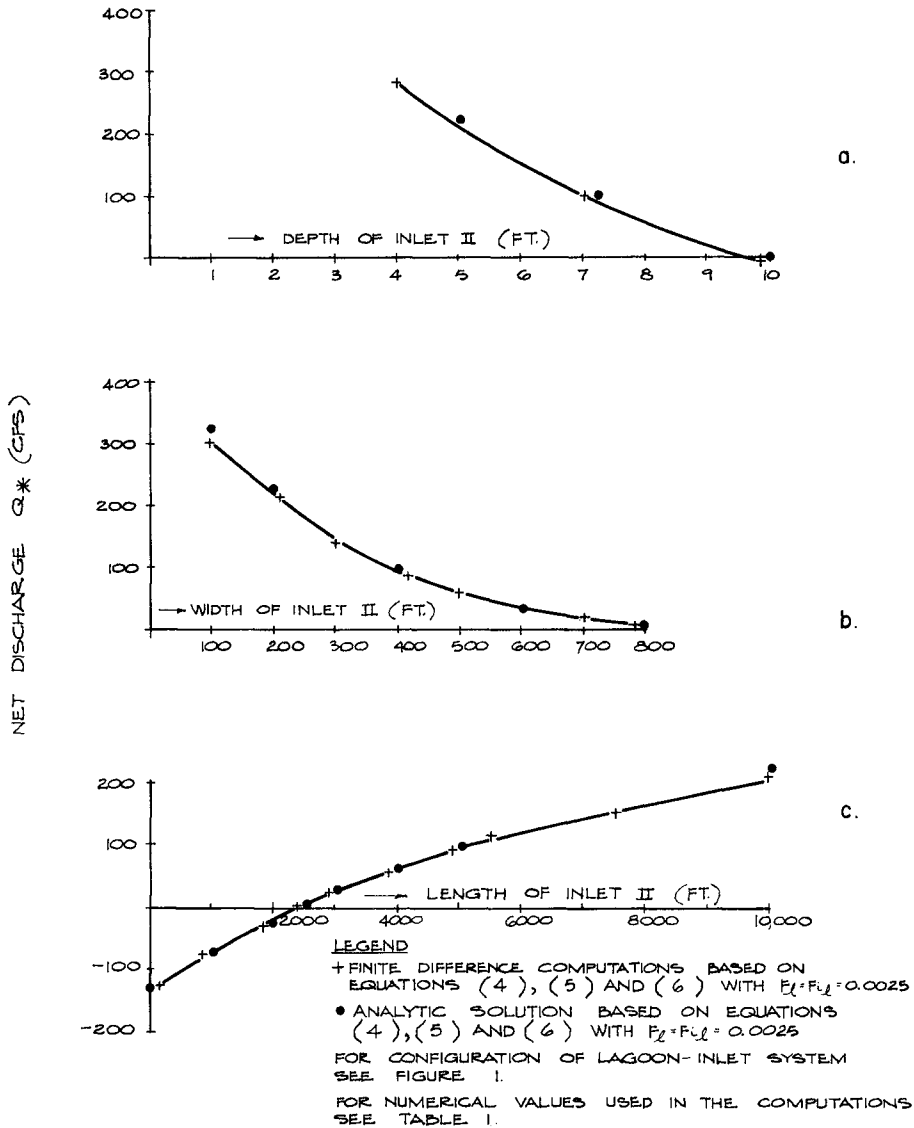 NET DISCHARGE Q* (CFS)
400
300
200
100
→ DEPTH OF INLET II (FT.)
1 2 3 4 5 6 7 8 9 10
a.
400
300
200
100
→ WIDTH OF INLET II (FT.)
100 200 300 400 500 600 700 800
b.
200
100
0
-100
-200
→ LENGTH OF INLET II (FT.)
2000 4000 6000 8000 10,000
c.
LEGEND
+ FINITE DIFFERENCE COMPUTATIONS BASED ON
EQUATIONS (4), (5) AND (6) WITH Fℓ=Fiℓ=0.0025
● ANALYTIC SOLUTION BASED ON EQUATIONS
(4), (5) AND (6) WITH Fℓ=Fiℓ=0.0025
FOR CONFIGURATION OF LAGOON-INLET SYSTEM
SEE FIGURE 1.
FOR NUMERICAL VALUES USED IN THE COMPUTATIONS
SEE TABLE 1.